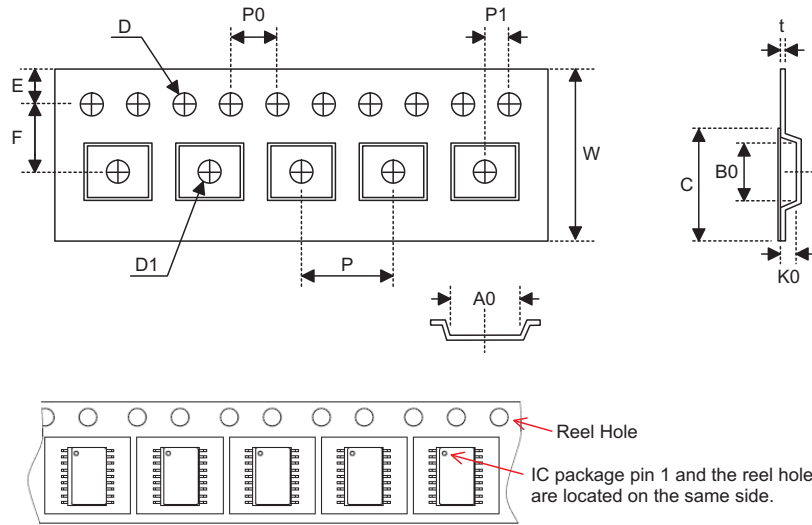 D
P0
P1
t
E
F
W
C
B0
D1
P
K0
A0
Reel Hole
IC package pin 1 and the reel hole
are located on the same side.